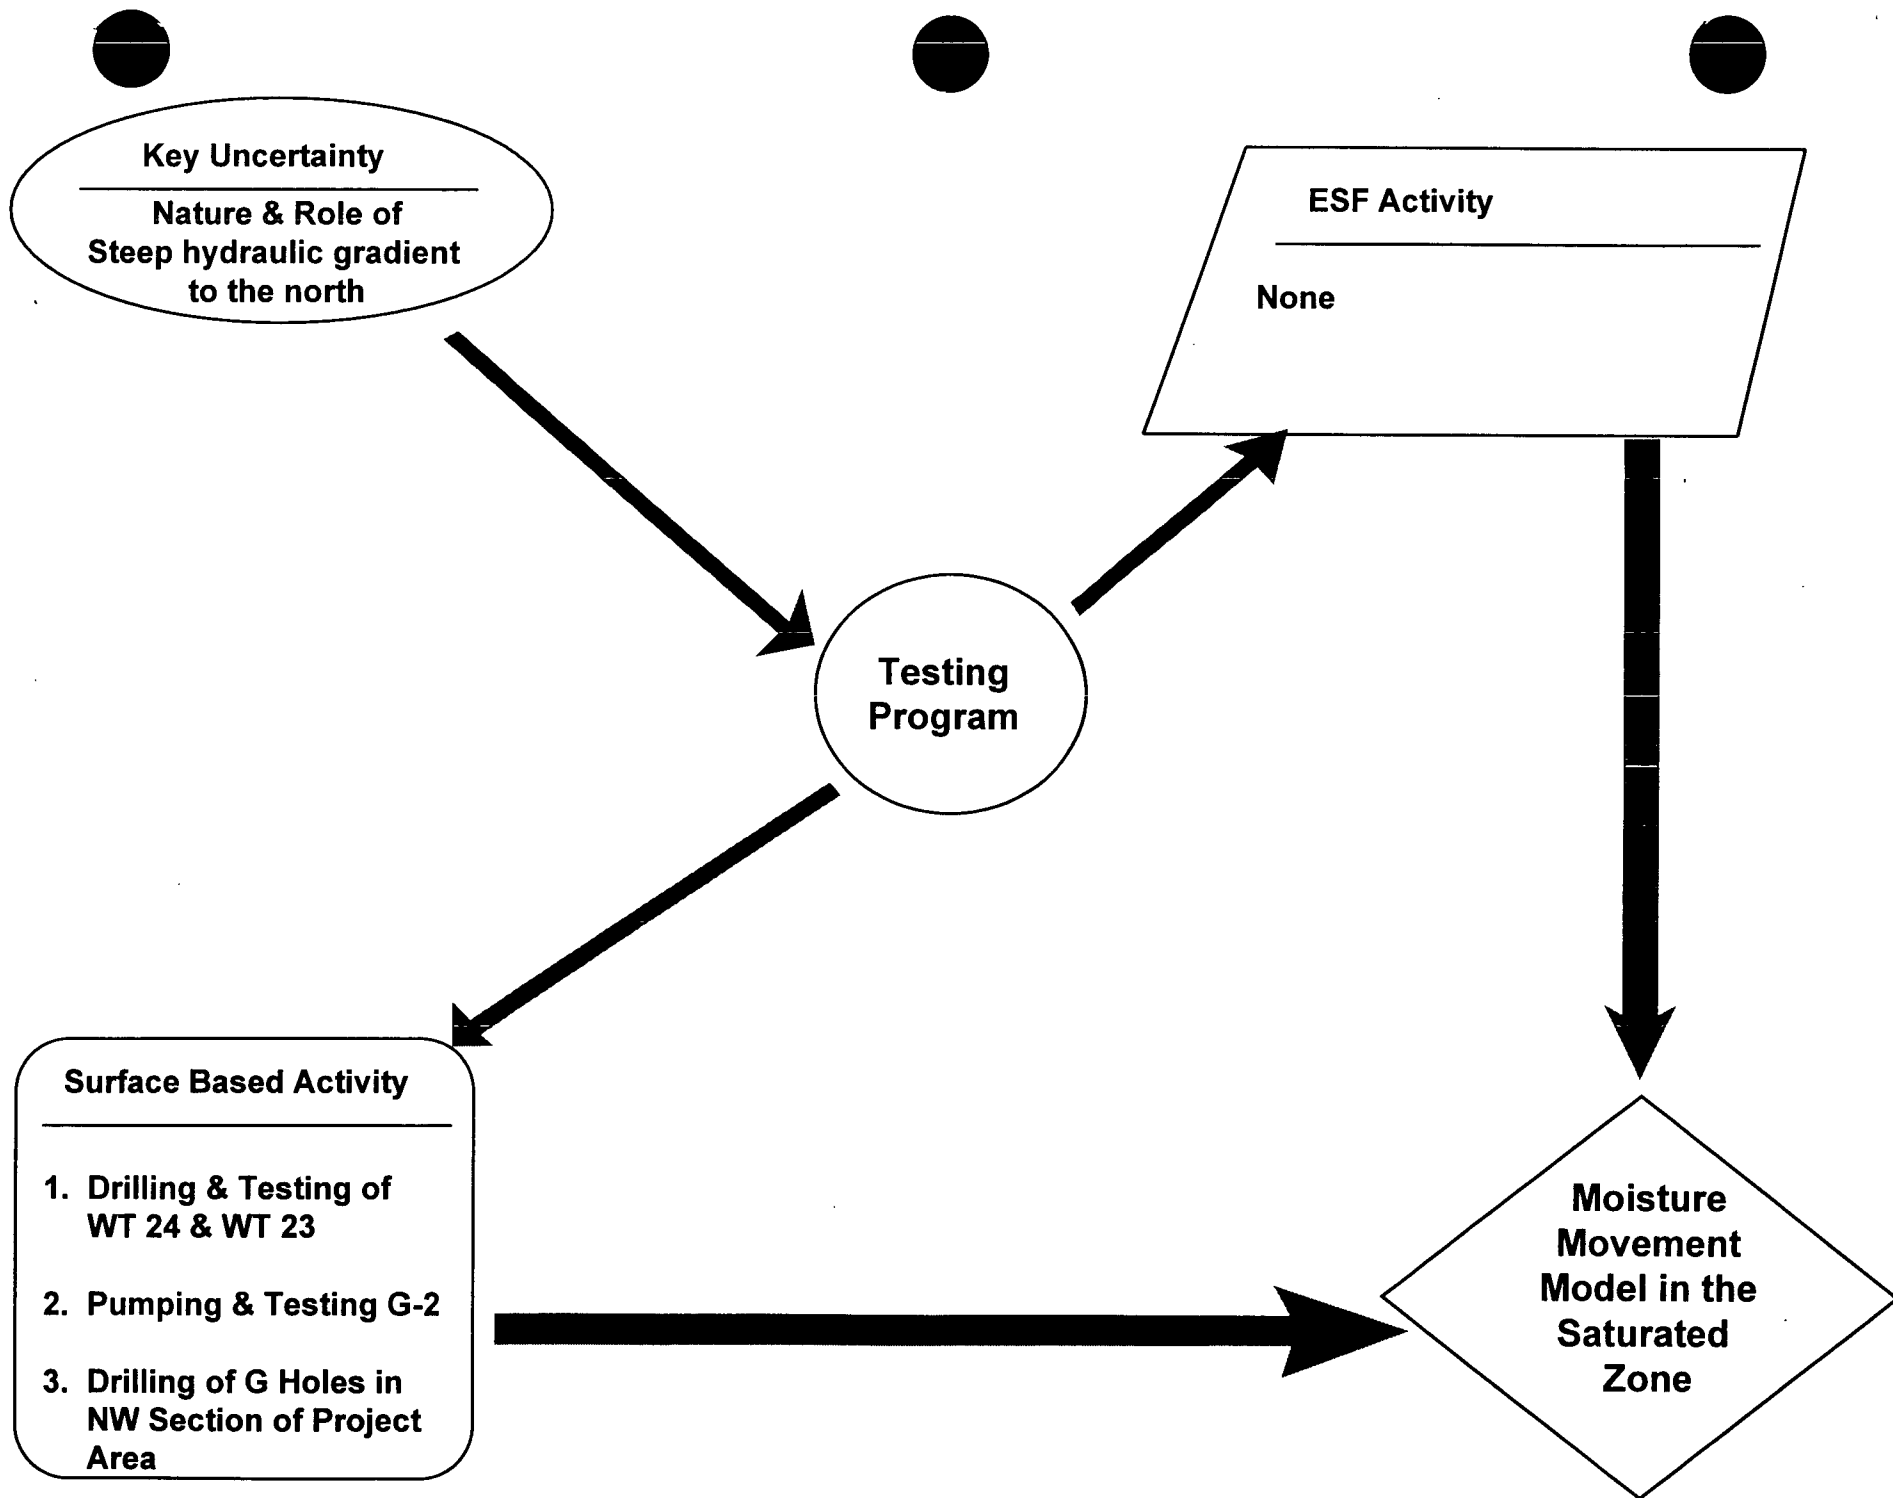 Key Uncertainty
Nature & Role of
Steep hydraulic gradient
to the north
ESF Activity
None
Testing
Program
Surface Based Activity
1. Drilling & Testing of
WT 24 & WT 23
2. Pumping & Testing G-2
3. Drilling of G Holes in
NW Section of Project
Area
Moisture
Movement
Model in the
Saturated
Zone